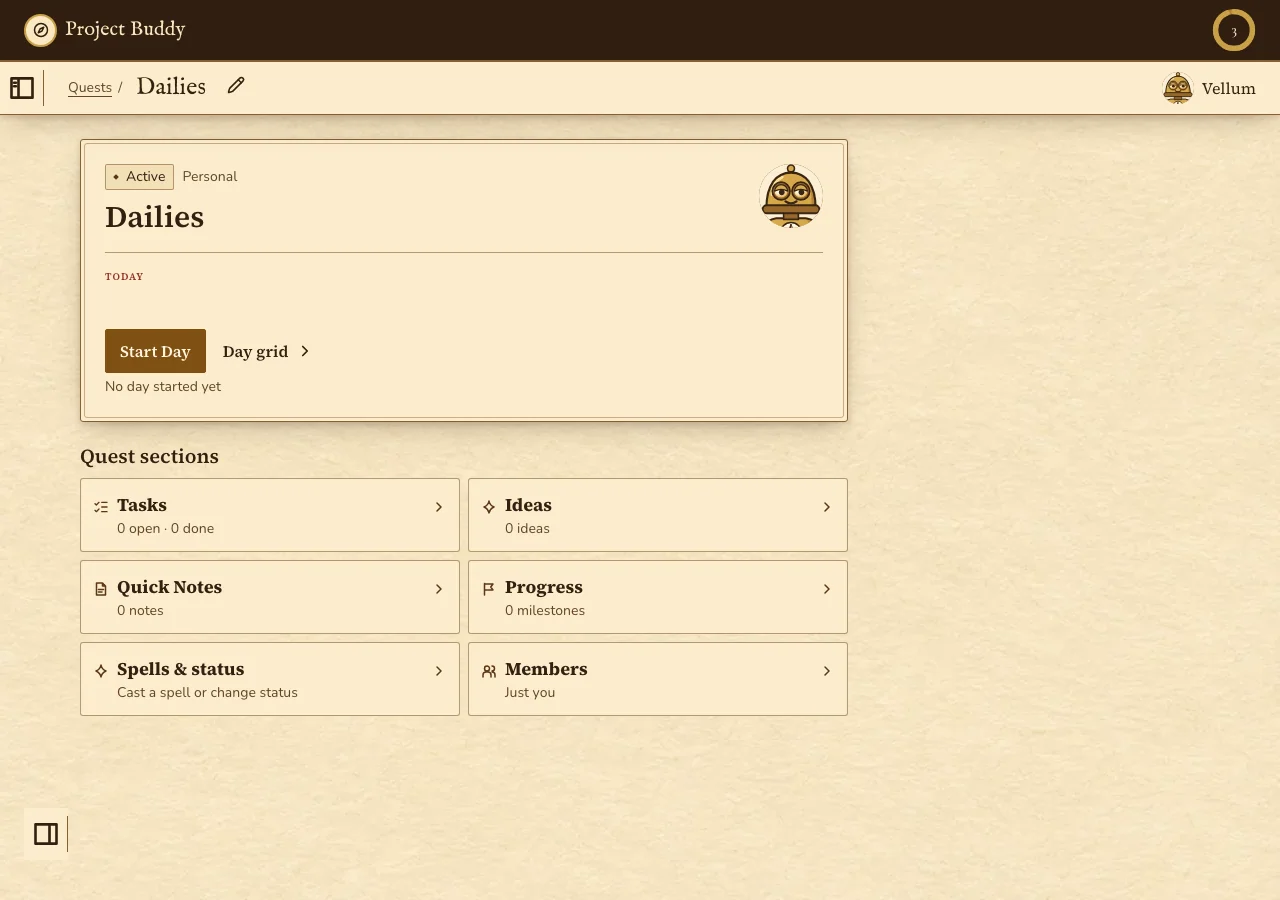 Project Buddy
3
Quests / Dailies
Vellum
Active Personal
Dailies
TODAY
Start Day
Day grid
No day started yet
Quest sections
Tasks
0 open · 0 done
Ideas
0 ideas
Quick Notes
0 notes
Progress
0 milestones
Spells & status
Cast a spell or change status
Members
Just you